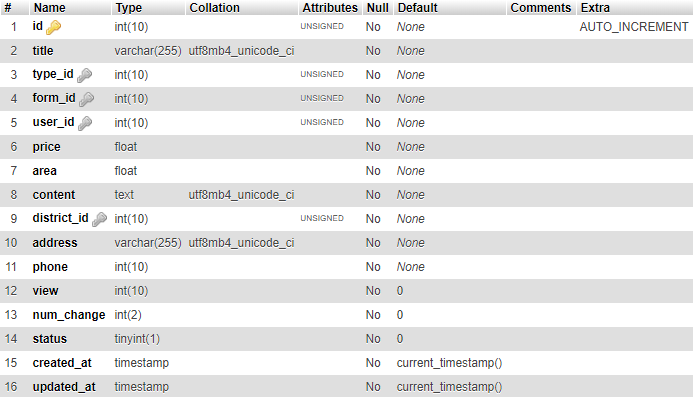 # Name Type Collation Attributes Null Default Comments Extra
1 id int(10) UNSIGNED No None AUTO_INCREMENT
2 title varchar(255) utf8mb4_unicode_ci No None
3 type_id int(10) UNSIGNED No None
4 form_id int(10) UNSIGNED No None
5 user_id int(10) UNSIGNED No None
6 price float No None
7 area float No None
8 content text utf8mb4_unicode_ci No None
9 district_id int(10) UNSIGNED No None
10 address varchar(255) utf8mb4_unicode_ci No None
11 phone int(10) No None
12 view int(10) No 0
13 num_change int(2) No 0
14 status tinyint(1) No 0
15 created_at timestamp No current_timestamp()
16 updated_at timestamp No current_timestamp()